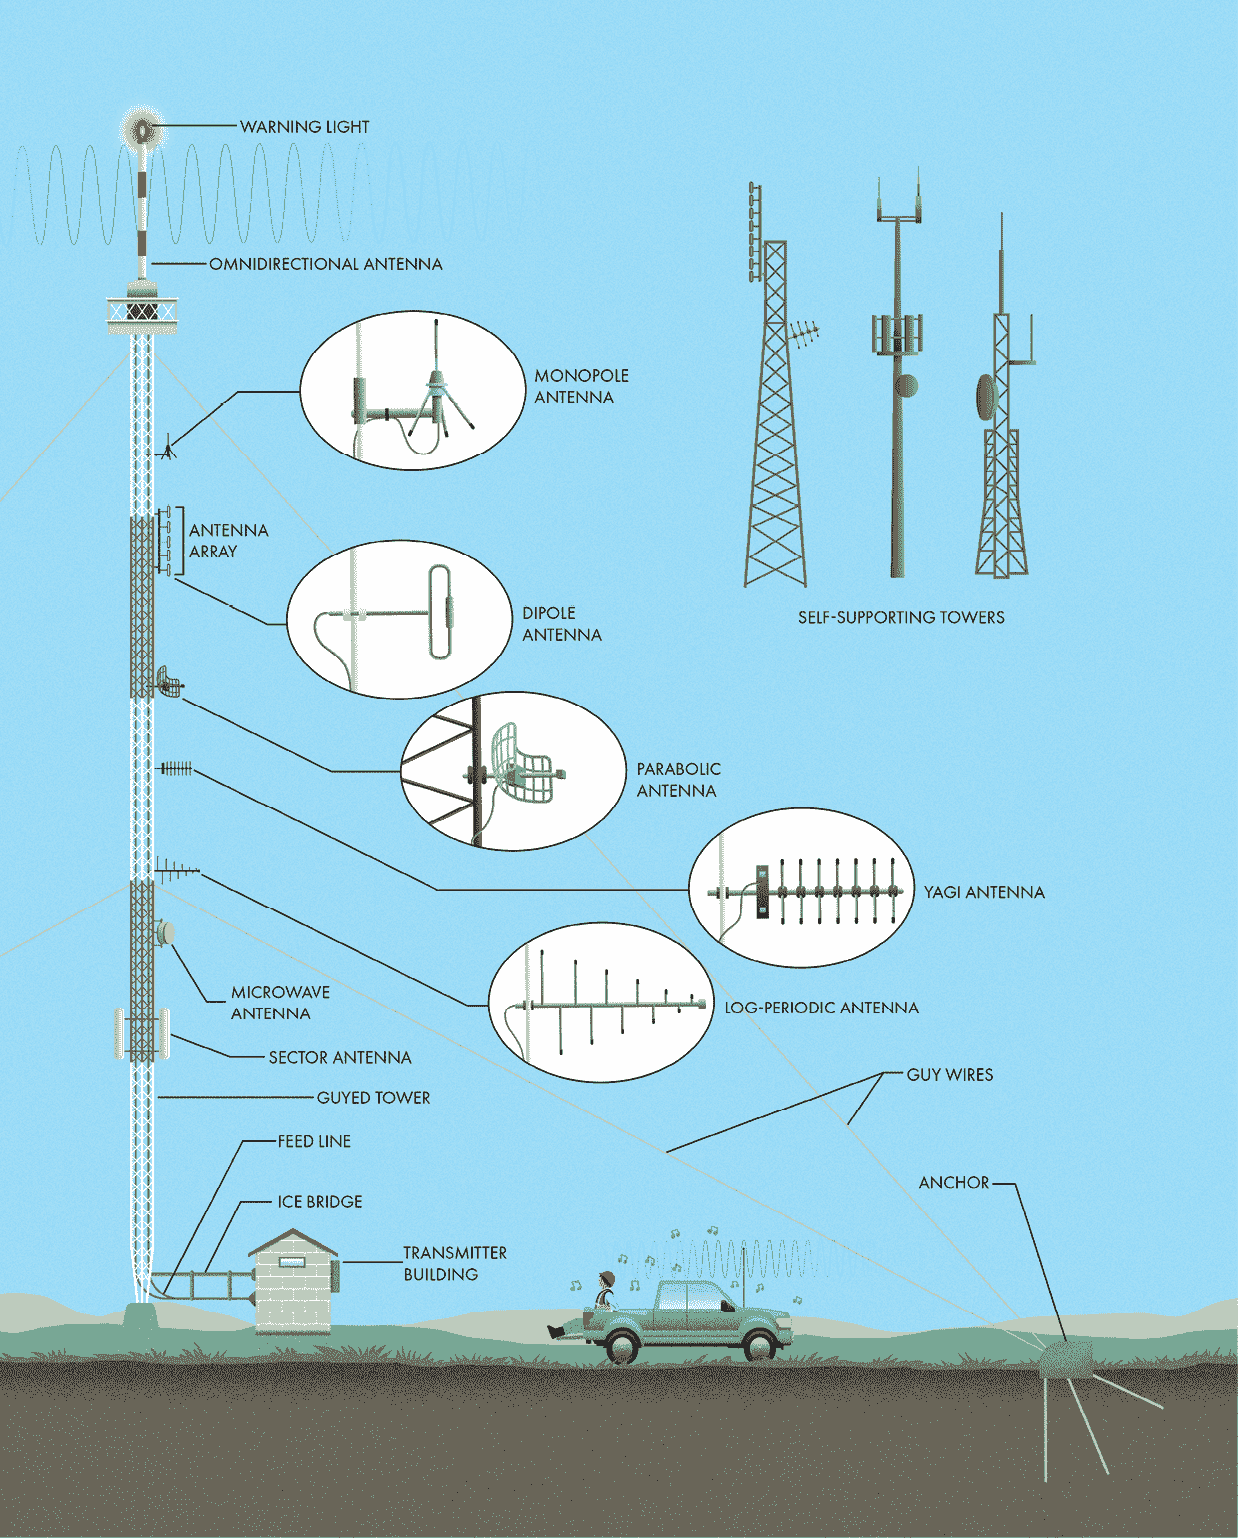 WARNING LIGHT
OMNIDIRECTIONAL ANTENNA
MONOPOLE
ANTENNA
ANTENNA
ARRAY
DIPOLE
ANTENNA
SELF-SUPPORTING TOWERS
PARABOLIC
ANTENNA
YAGI ANTENNA
MICROWAVE
ANTENNA
LOG-PERIODIC ANTENNA
SECTOR ANTENNA
GUY WIRES
GUYED TOWER
FEED LINE
ANCHOR
ICE BRIDGE
TRANSMITTER
BUILDING